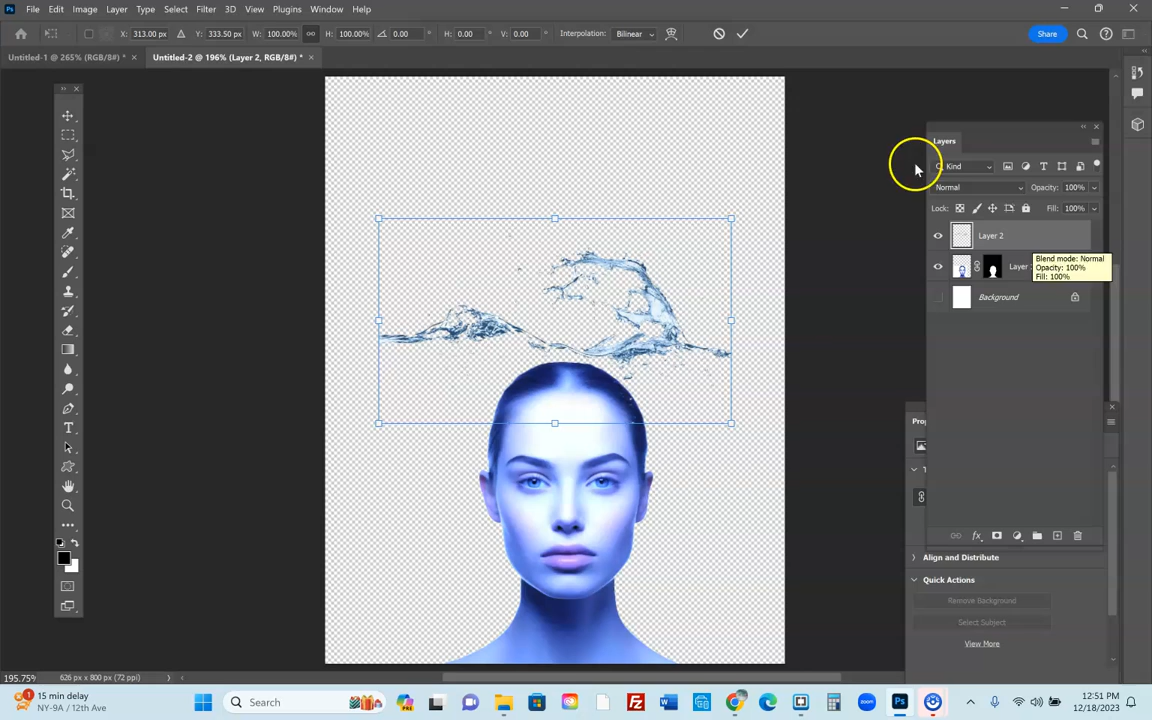 File Edit Image Layer Type Select Filter 3D View Plugins Window Help
X: 313.00 px Y: 333.50 px W: 100.00% H: 100.00% 0.00 ° H: 0.00 ° V: 0.00 ° Interpolation: Bilinear Share
Untitled-1 @ 265% (RGB/8#) * × Untitled-2 @ 196% (Layer 2, RGB/8#) * ×
Layers
Kind
Normal Opacity: 100%
Lock: Fill: 100%
Layer 2
Layer
Blend mode: Normal
Opacity: 100%
Fill: 100%
Background
Align and Distribute
Quick Actions
Remove Background
Select Subject
View More
195.75% 626 px x 800 px (72 ppi)
15 min delay
NY-9A / 12th Ave
Search
zoom
12:51 PM
12/18/2023